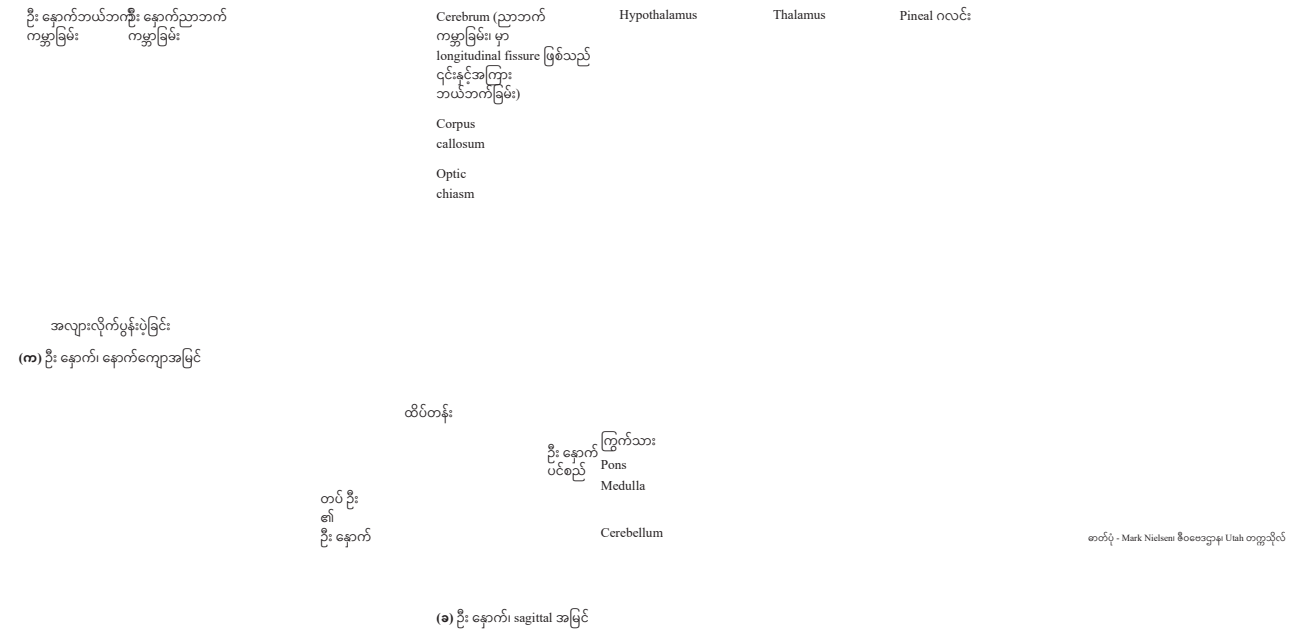 ဦး နှောက်ဘယ်ဘက်
ကမ္ဘာခြမ်း
ဦး နှောက်ညာဘက်
ကမ္ဘာခြမ်း
Cerebrum (ညာဘက်
ကမ္ဘာခြမ်း၊ မှာ
longitudinal fissure ဖြစ်သည်
၎င်းနှင့်အကြား
ဘယ်ဘက်ခြမ်း)
Hypothalamus
Thalamus
Pineal ဂလင်း
Corpus
callosum
Optic
chiasm
အလျားလိုက်ပွန်းပဲ့ခြင်း
(က) ဦး နှောက်၊ နောက်ကျောအမြင်
ထိပ်တန်း
ဦး နှောက်
ပင်စည်
ကြွက်သား
Pons
Medulla
တပ် ဦး
၏
ဦး နှောက်
Cerebellum
ဓာတ်ပုံ - Mark Nielsen၊ ဇီဝဗေဒဌာန၊ Utah တက္ကသိုလ်
(ခ) ဦး နှောက်၊ sagittal အမြင်